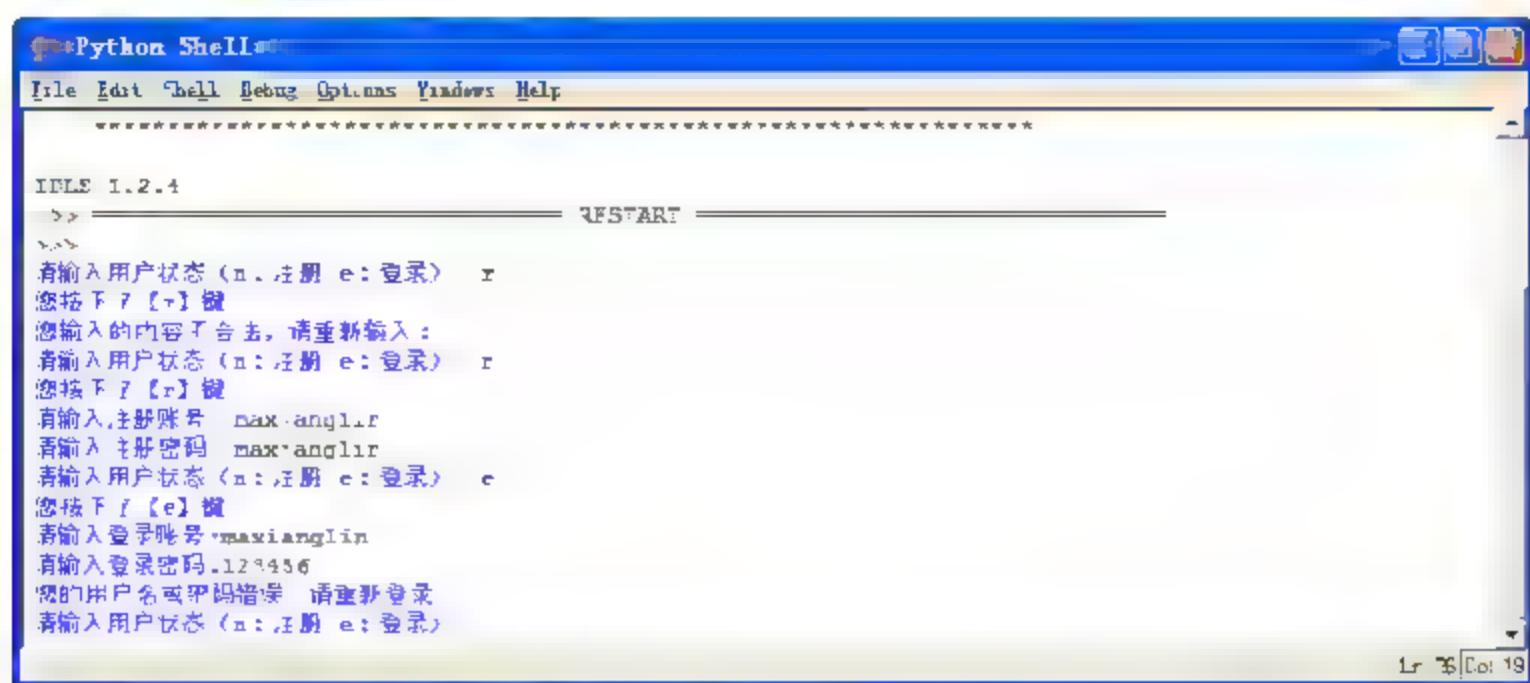 *Python Shell*
File Edit Shell Debug Options Windows Help
****************************************************************
IDLE 1.2.4
>>> ================================ RESTART ================================
>>>
请输入用户状态(n:注册 e:登录) r
您按下了【r】键
您输入的内容不合法,请重新输入:
请输入用户状态(n:注册 e:登录) r
您按下了【r】键
请输入注册账号 maxianglin
请输入注册密码 maxianglin
请输入用户状态(n:注册 e:登录) e
您按下了【e】键
请输入登录账号:maxianglin
请输入登录密码:123456
您的用户名或密码错误 请重新登录
请输入用户状态(n:注册 e:登录)
Col: 19